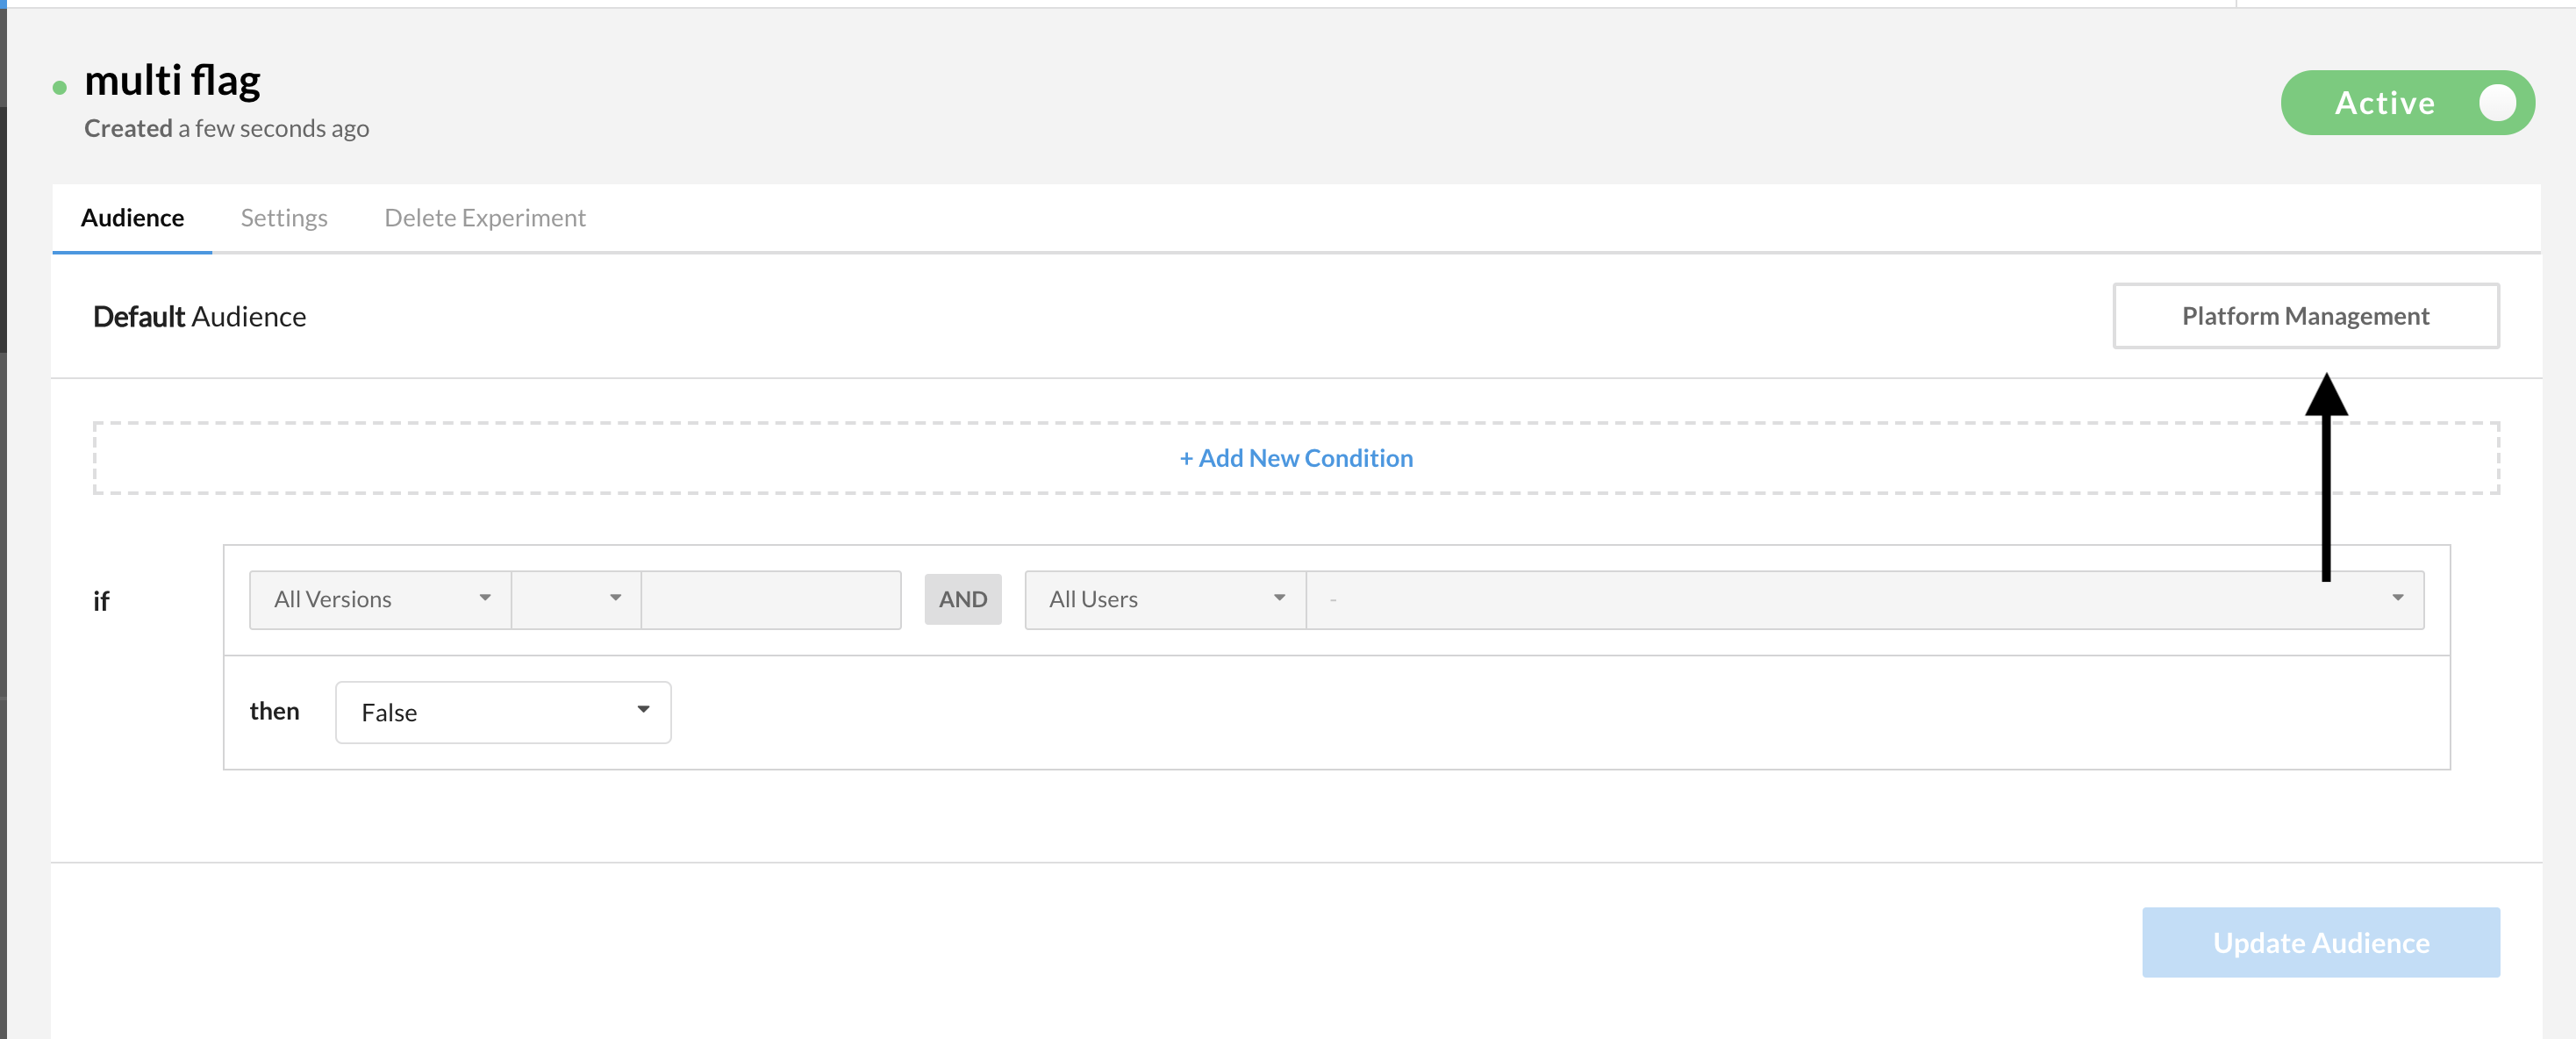 multi flag
Active
Created a few seconds ago
Audience Settings Delete Experiment
Default Audience Platform Management
+ Add New Condition
if All Versions AND All Users -
then False
Update Audience